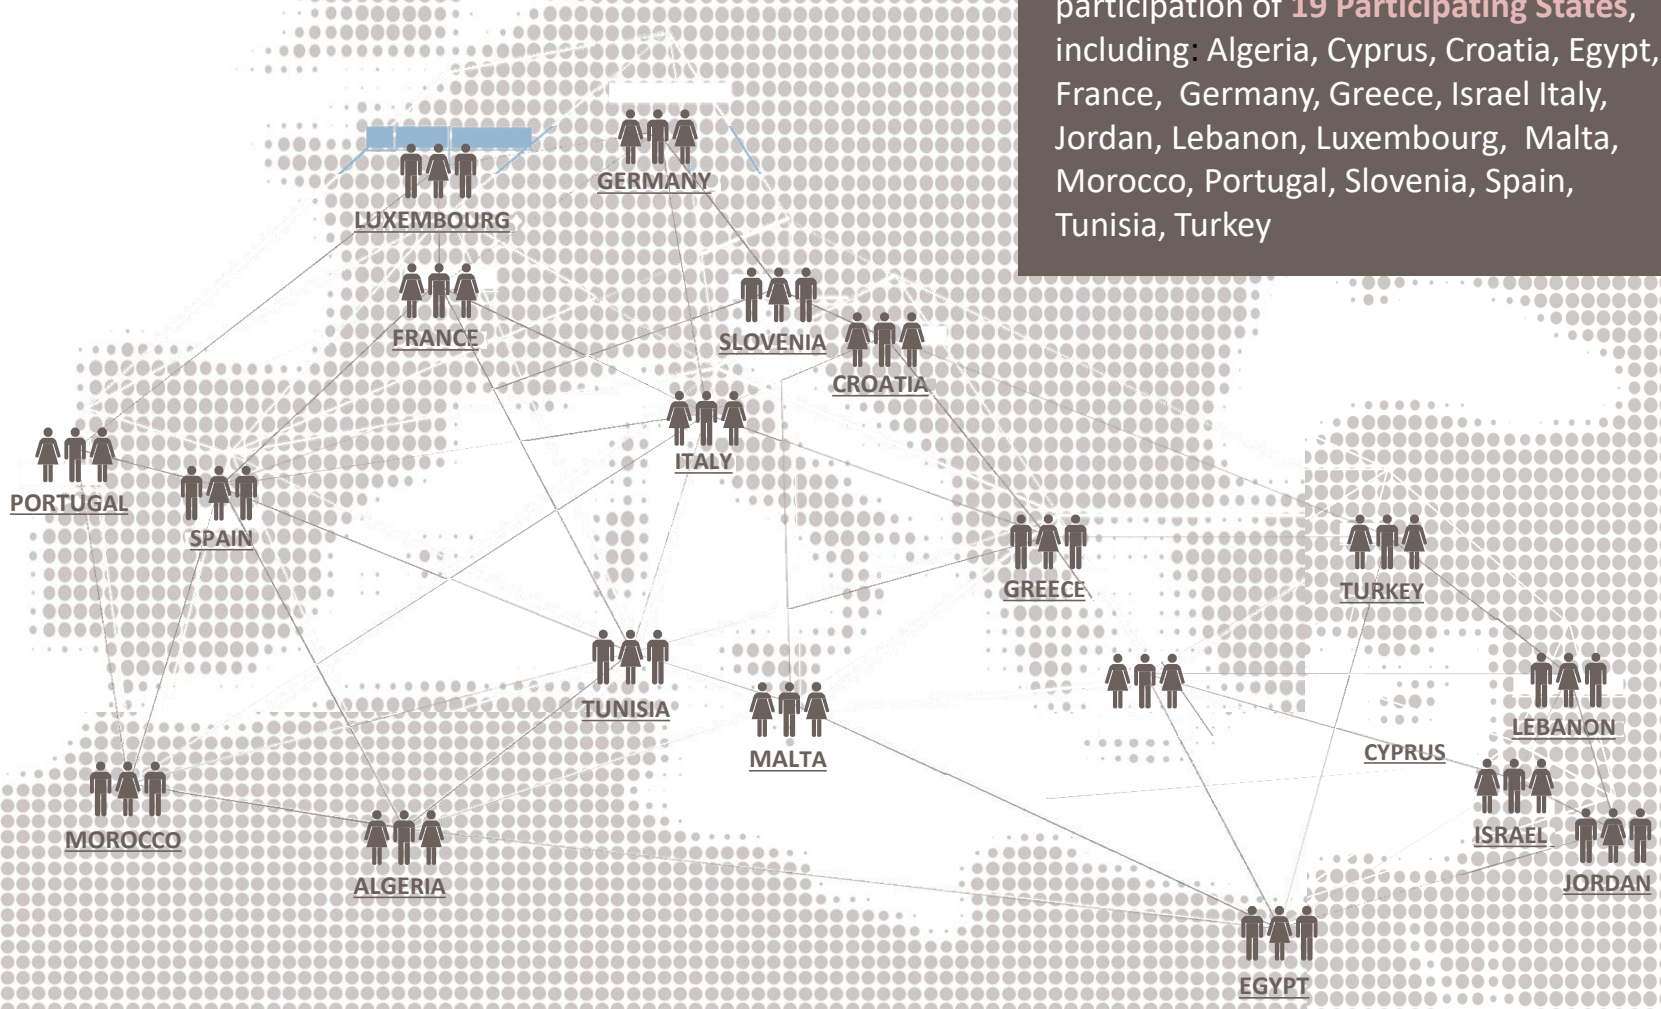 participation of 19 Participating States,
including: Algeria, Cyprus, Croatia, Egypt,
France, Germany, Greece, Israel Italy,
Jordan, Lebanon, Luxembourg, Malta,
Morocco, Portugal, Slovenia, Spain,
Tunisia, Turkey
GERMANY
LUXEMBOURG
FRANCE
SLOVENIA
CROATIA
ITALY
PORTUGAL
SPAIN
GREECE
TURKEY
TUNISIA
MALTA
LEBANON
CYPRUS
MOROCCO
ISRAEL
ALGERIA
JORDAN
EGYPT